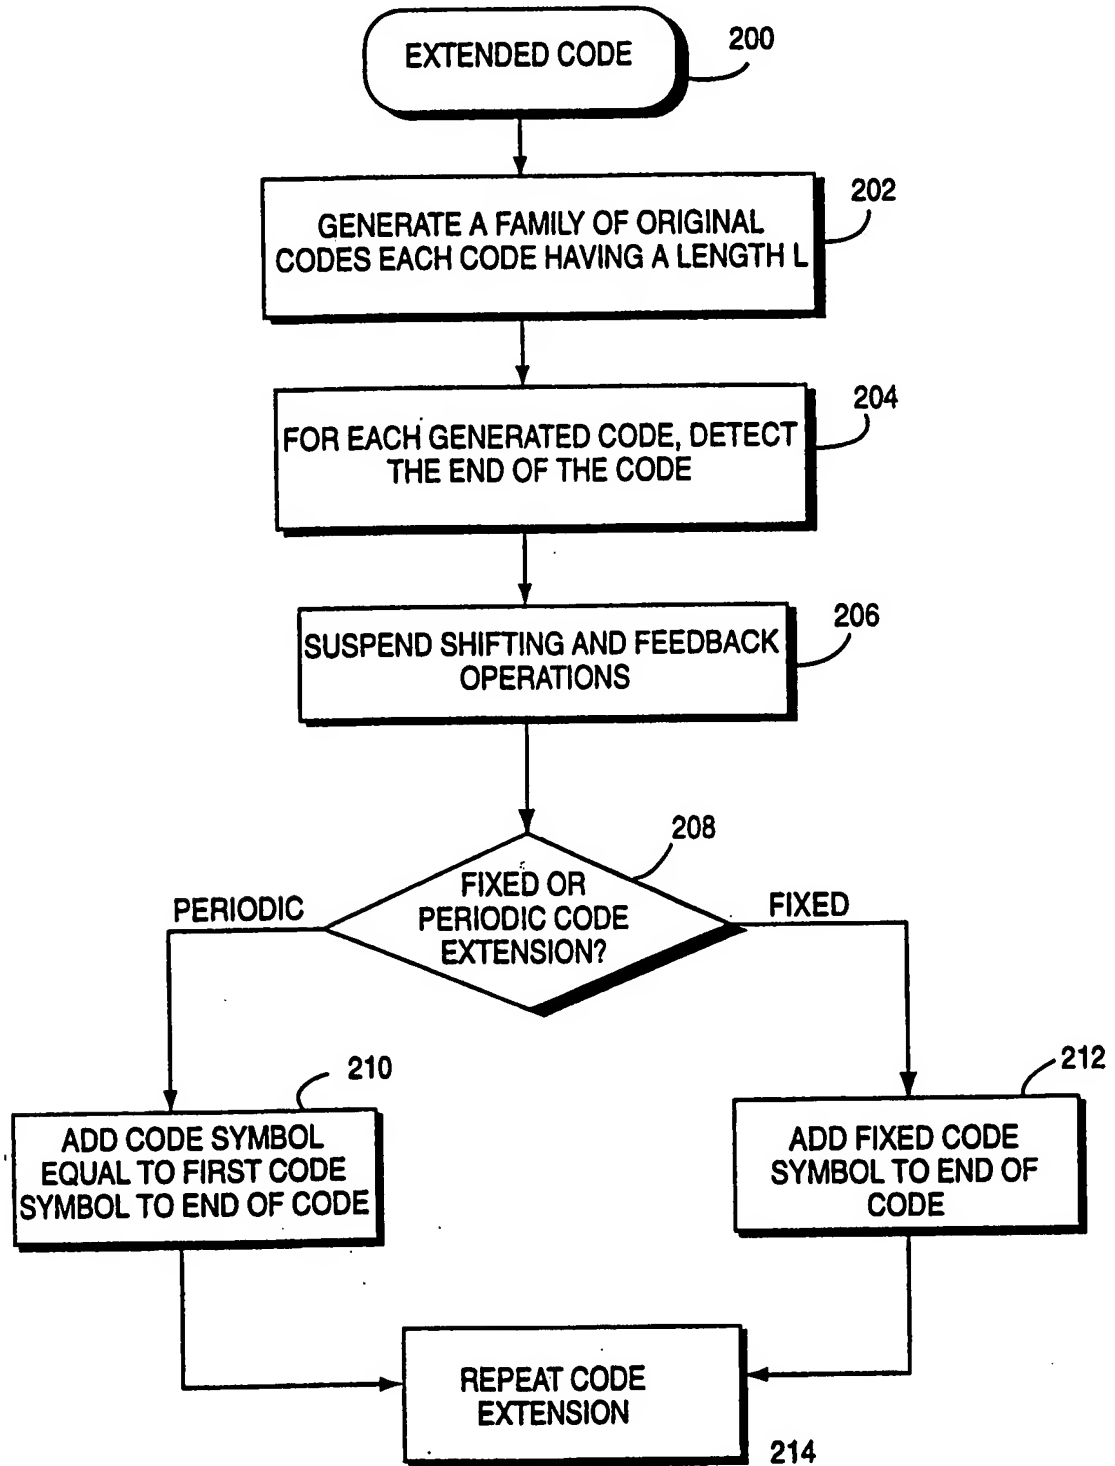 EXTENDED CODE
200
202
GENERATE A FAMILY OF ORIGINAL
CODES EACH CODE HAVING A LENGTH L
204
FOR EACH GENERATED CODE, DETECT
THE END OF THE CODE
206
SUSPEND SHIFTING AND FEEDBACK
OPERATIONS
208
FIXED OR
PERIODIC CODE
EXTENSION?
PERIODIC
FIXED
210
ADD CODE SYMBOL
EQUAL TO FIRST CODE
SYMBOL TO END OF CODE
212
ADD FIXED CODE
SYMBOL TO END OF
CODE
REPEAT CODE
EXTENSION
214